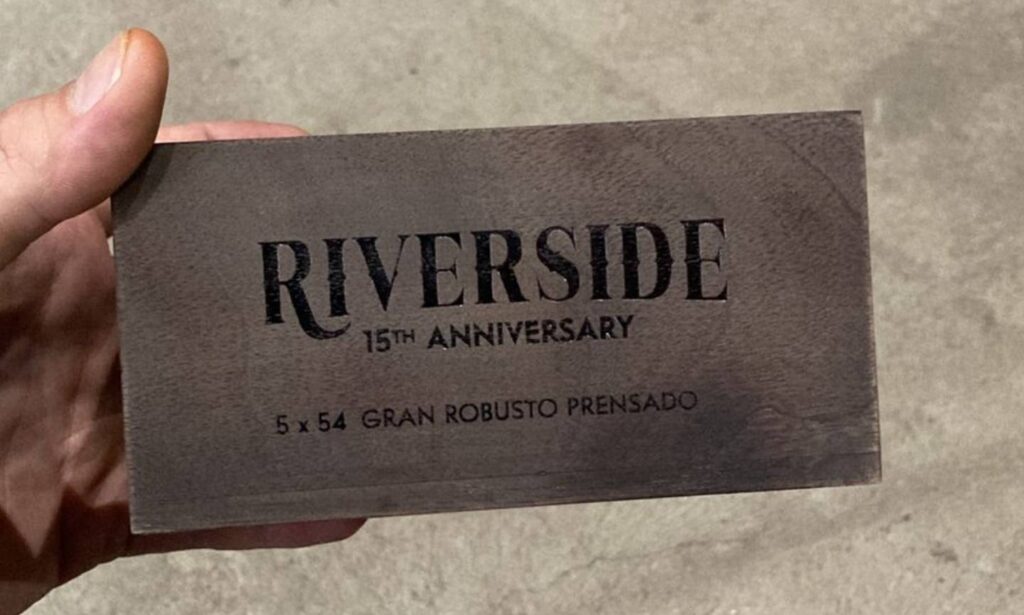 RIVERSIDE
15TH ANNIVERSARY
5 x 54 GRAN ROBUSTO PRENSADO